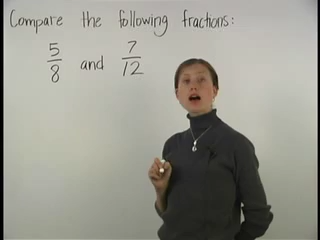 Compare the following fractions:
5/8 and 7/12